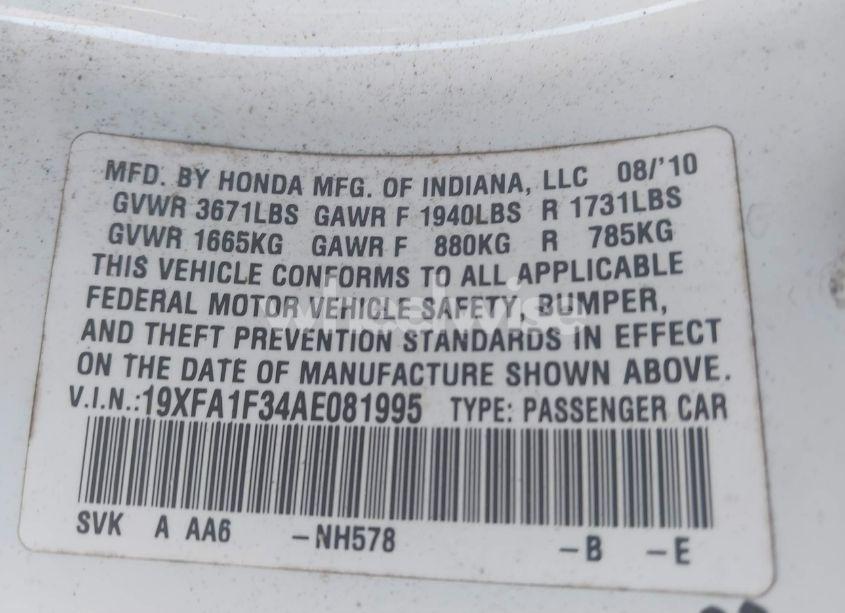 MFD. BY HONDA MFG. OF INDIANA, LLC 08/'10
GVWR 3671LBS GAWR F 1940LBS R 1731LBS
GVWR 1665KG GAWR F 880KG R 785KG
THIS VEHICLE CONFORMS TO ALL APPLICABLE
FEDERAL MOTOR VEHICLE SAFETY, BUMPER,
wheelwise
AND THEFT PREVENTION STANDARDS IN EFFECT
ON THE DATE OF MANUFACTURE SHOWN ABOVE.
V.I.N.:19XFA1F34AE081995 TYPE: PASSENGER CAR
SVK A AA6 -NH578 -B -E